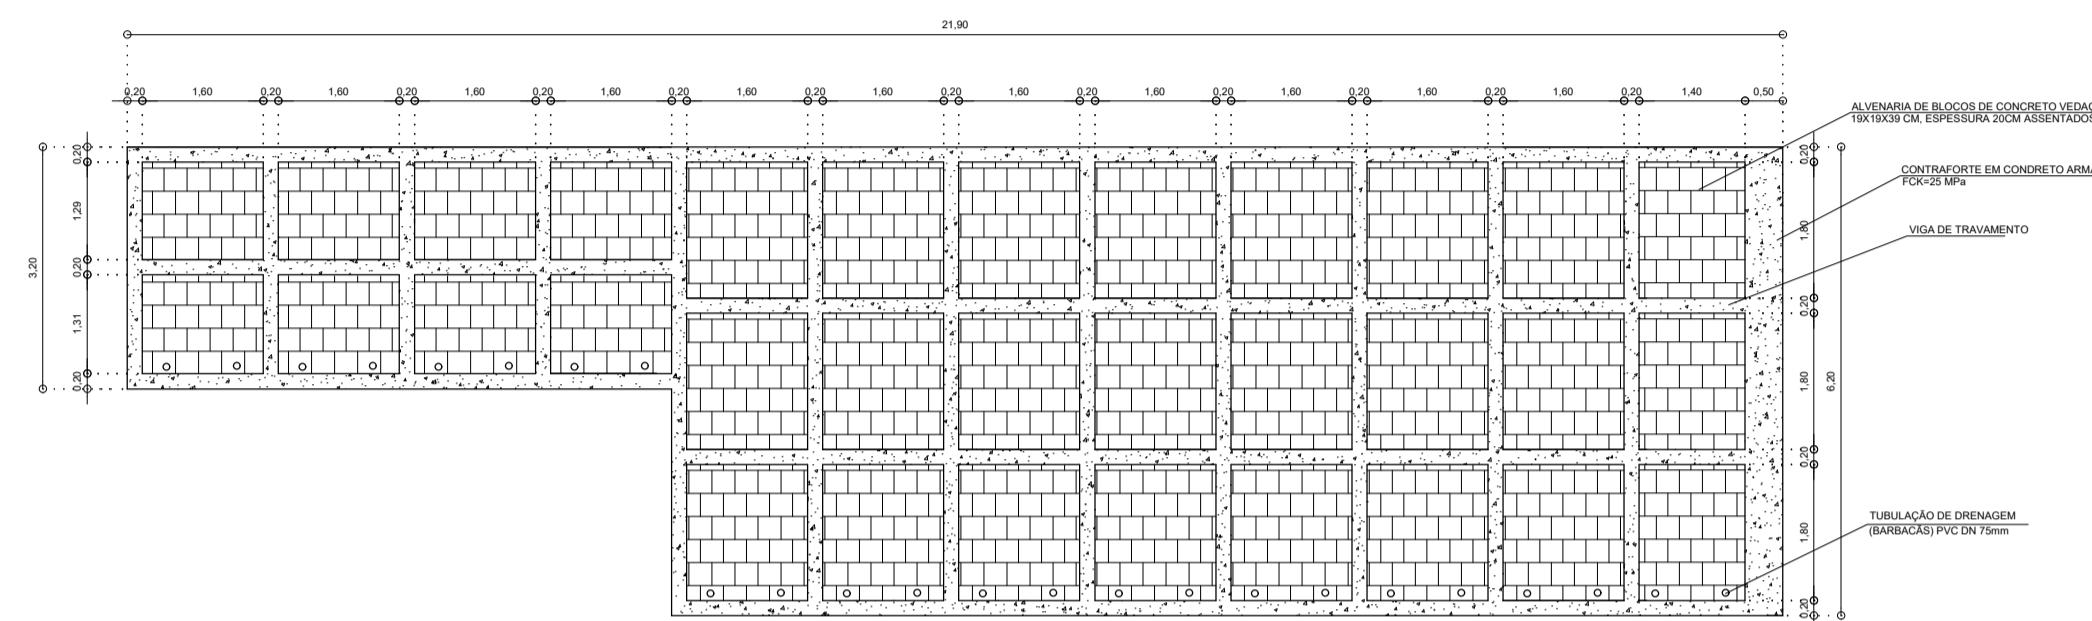 21,90
0,20 1,60 0,20 1,60 0,20 1,60 0,20 1,60 0,20 1,60 0,20 1,60 0,20 1,60 0,20 1,60 0,20 1,60 0,20 1,60 0,20 1,60 0,20 1,40 0,50
ALVENARIA DE BLOCOS DE CONCRETO
19X19X39 CM, ESPESSURA 20CM ASSENTADOS
CONTRAFORTE EM CONCRETO
FCK=25 MPa
VIGA DE TRAVAMENTO
TUBULAÇÃO DE DRENAGEM
(BARBACÃS) PVC DN 75mm
3,20
0,20
1,29
0,20
1,31
0,20
0,20
1,80
0,20
1,80
0,20
1,80
0,20
6,20